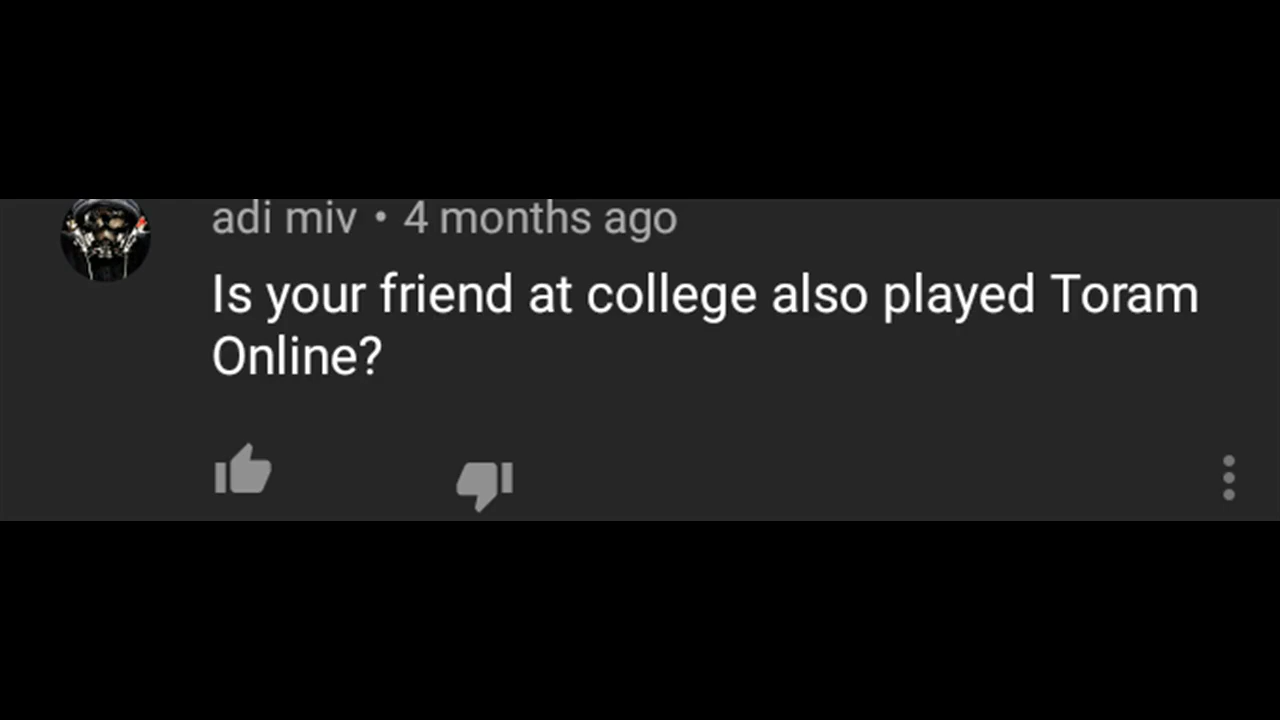 adi miv • 4 months ago
Is your friend at college also played Toram
Online?